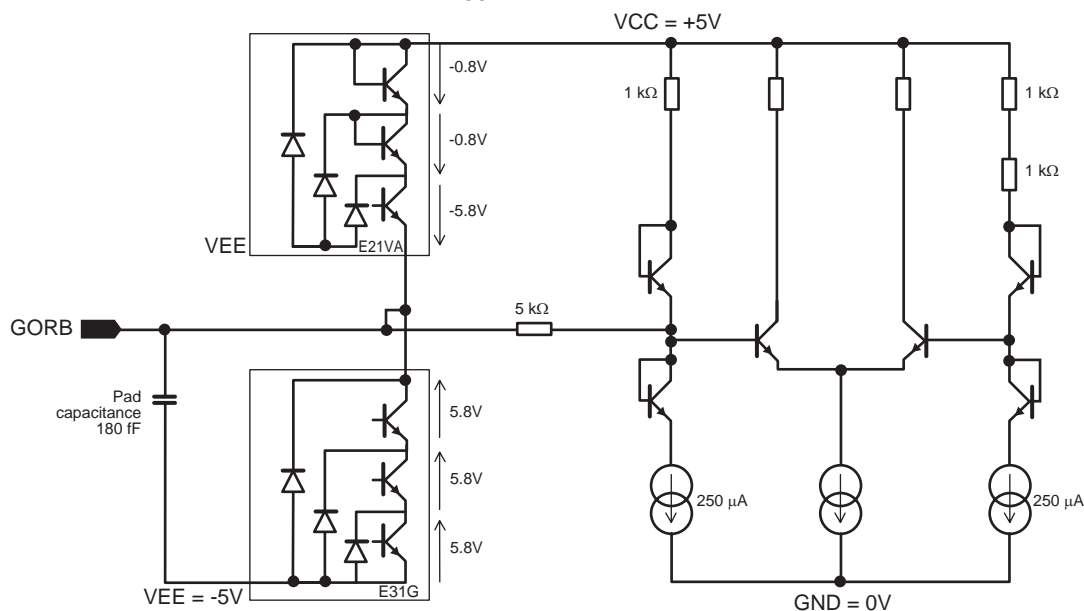 VCC = +5V
-0.8V
-0.8V
-5.8V
VEE
E21VA
1 kΩ
1 kΩ
1 kΩ
GORB
5 kΩ
Pad
capacitance
180 fF
5.8V
5.8V
5.8V
250 μA
250 μA
VEE = -5V
E31G
GND = 0V